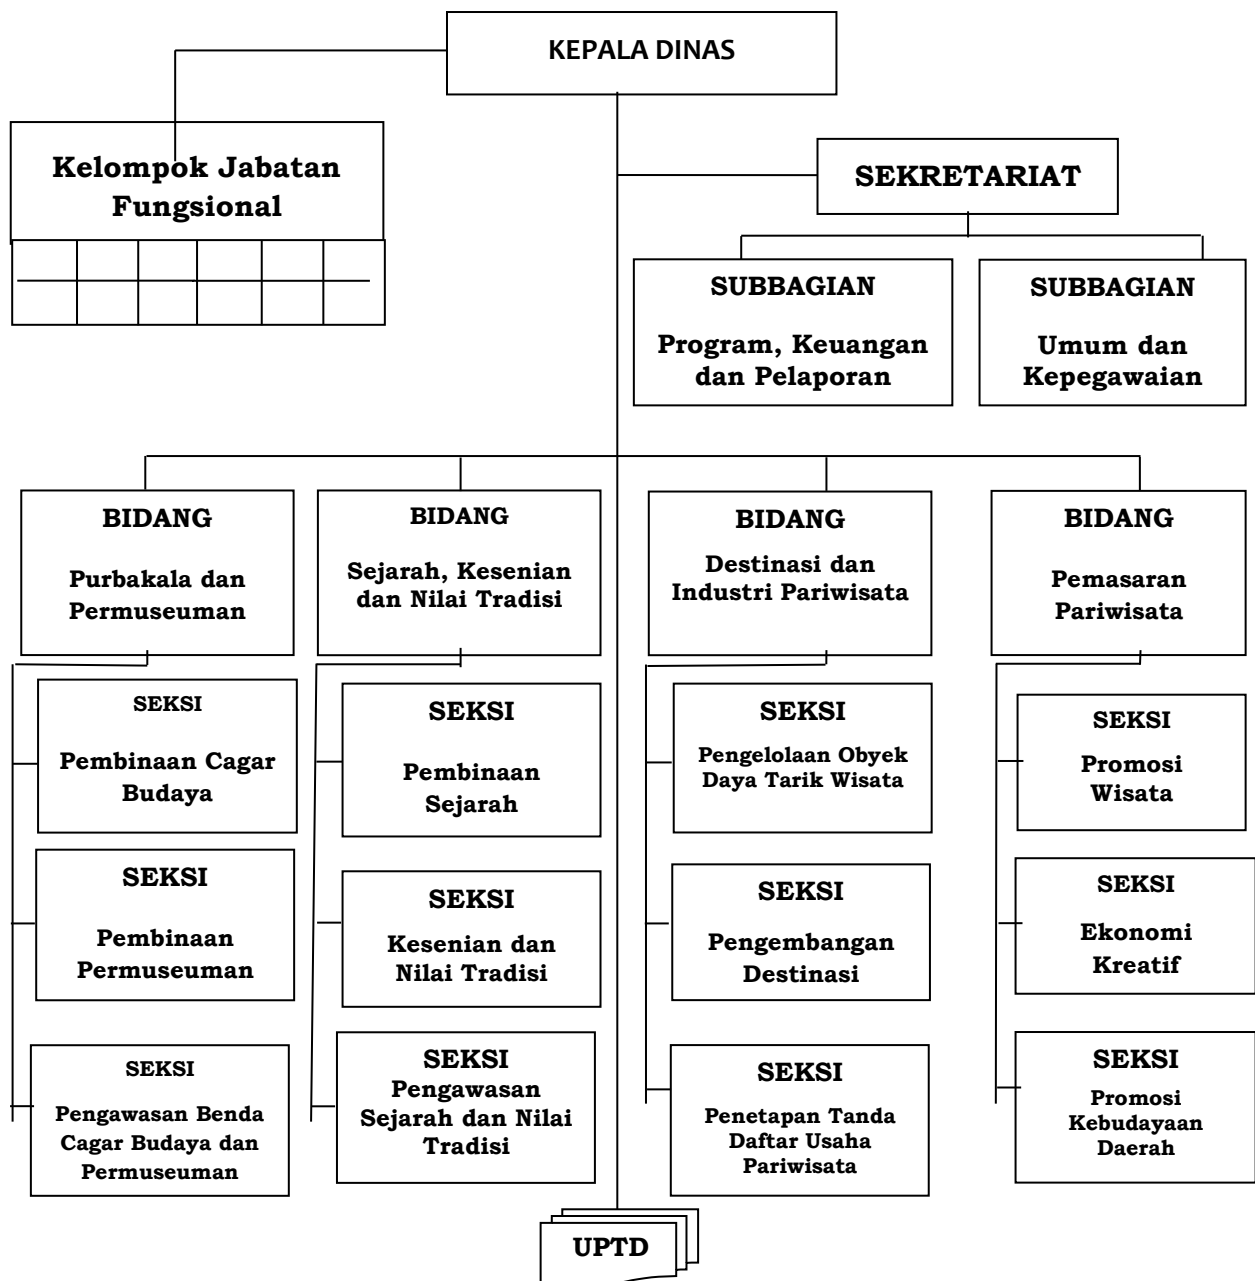 KEPALA DINAS
Kelompok Jabatan
Fungsional
SEKRETARIAT
SUBBAGIAN
Program, Keuangan
dan Pelaporan
SUBBAGIAN
Umum dan
Kepegawaian
BIDANG
Purbakala dan
Permuseuman
BIDANG
Sejarah, Kesenian
dan Nilai Tradisi
BIDANG
Destinasi dan
Industri Pariwisata
BIDANG
Pemasaran
Pariwisata
SEKSI
Pembinaan Cagar
Budaya
SEKSI
Pembinaan
Sejarah
SEKSI
Pengelolaan Obyek
Daya Tarik Wisata
SEKSI
Promosi
Wisata
SEKSI
Pembinaan
Permuseuman
SEKSI
Kesenian dan
Nilai Tradisi
SEKSI
Pengembangan
Destinasi
SEKSI
Ekonomi
Kreatif
SEKSI
Pengawasan Benda
Cagar Budaya dan
Permuseuman
SEKSI
Pengawasan
Sejarah dan Nilai
Tradisi
SEKSI
Penetapan Tanda
Daftar Usaha
Pariwisata
SEKSI
Promosi
Kebudayaan
Daerah
UPTD